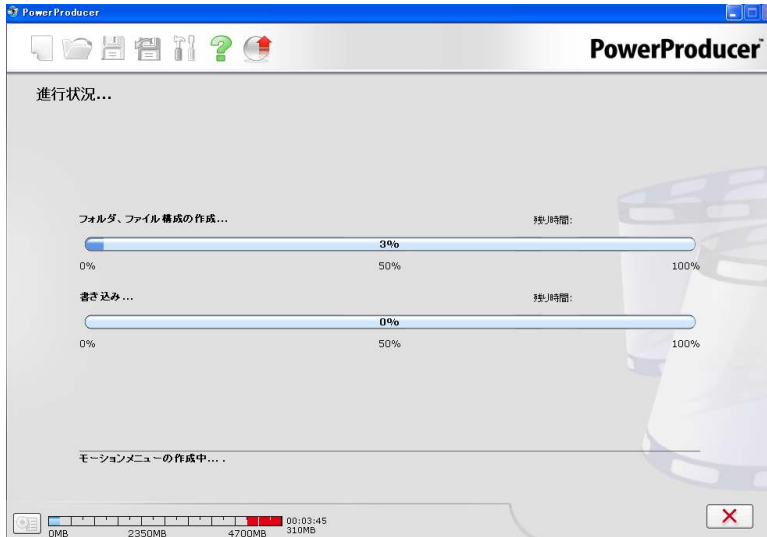 PowerProducer
PowerProducer™
進行状況...
フォルダ、ファイル構成の作成...
残り時間:
3%
0%
50%
100%
書き込み...
残り時間:
0%
0%
50%
100%
モーションメニューの作成中... .
00:03:45
0MB
2350MB
4700MB
310MB